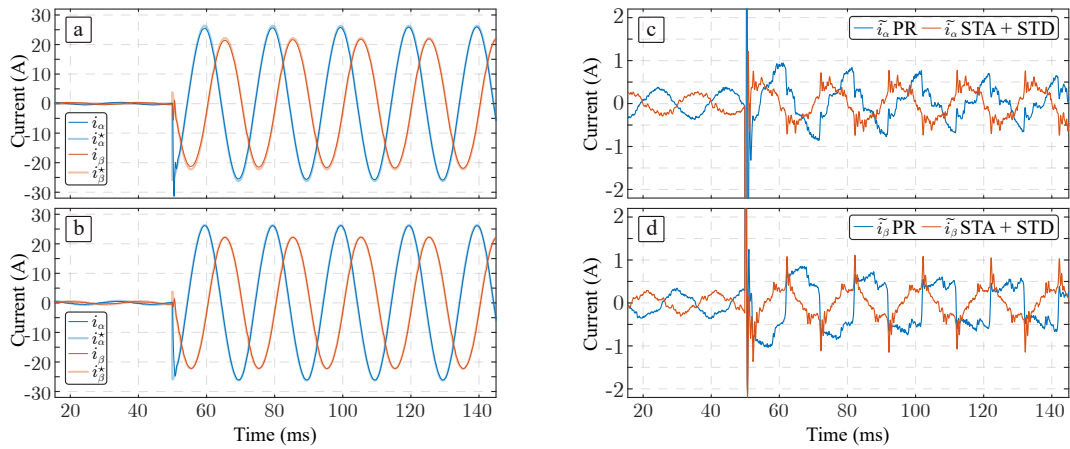 a
30
20
10
0
-10
-20
-30
Current (A)
i_α
i_α^⋆
i_β
i_β^⋆
b
30
20
10
0
-10
-20
-30
Current (A)
i_α
i_α^⋆
i_β
i_β^⋆
20 40 60 80 100 120 140
Time (ms)
c
ĩ_α PR ĩ_α STA + STD
2
1
0
-1
-2
Current (A)
d
ĩ_β PR ĩ_β STA + STD
2
1
0
-1
-2
Current (A)
20 40 60 80 100 120 140
Time (ms)